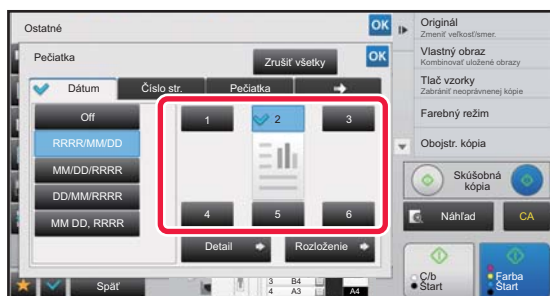 Ostatné
OK
Pečiatka
Zrušiť všetky
OK
Dátum
Číslo str.
Pečiatka
Off
RRRR/MM/DD
MM/DD/RRRR
DD/MM/RRRR
MM DD, RRRR
1
2
3
4
5
6
Detail
Rozloženie
Späť
3 B4
4 A3
A4
Originál
Zmeniť veľkosť/smer.
Vlastný obraz
Kombinovať uložené obrazy
Tlač vzorky
Zabrániť neoprávnenej kópie
Farebný režim
Obojstr. kópia
Skúšobná
kópia
Náhľad
CA
Č/b
Štart
Farba
Štart